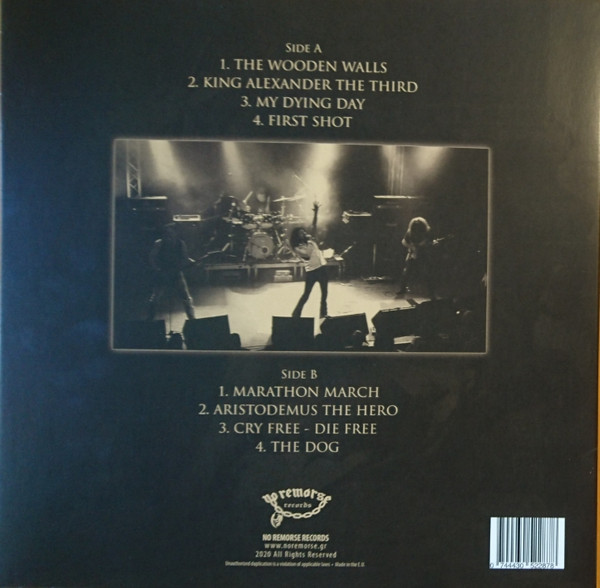 SIDE A
1. THE WOODEN WALLS
2. KING ALEXANDER THE THIRD
3. MY DYING DAY
4. FIRST SHOT
SIDE B
1. MARATHON MARCH
2. ARISTODEMUS THE HERO
3. CRY FREE - DIE FREE
4. THE DOG
no remorse
records
NO REMORSE RECORDS
www.noremorse.gr
2020 All Rights Reserved
Unauthorised duplication is a violation of applicable laws - Made in the E.U.